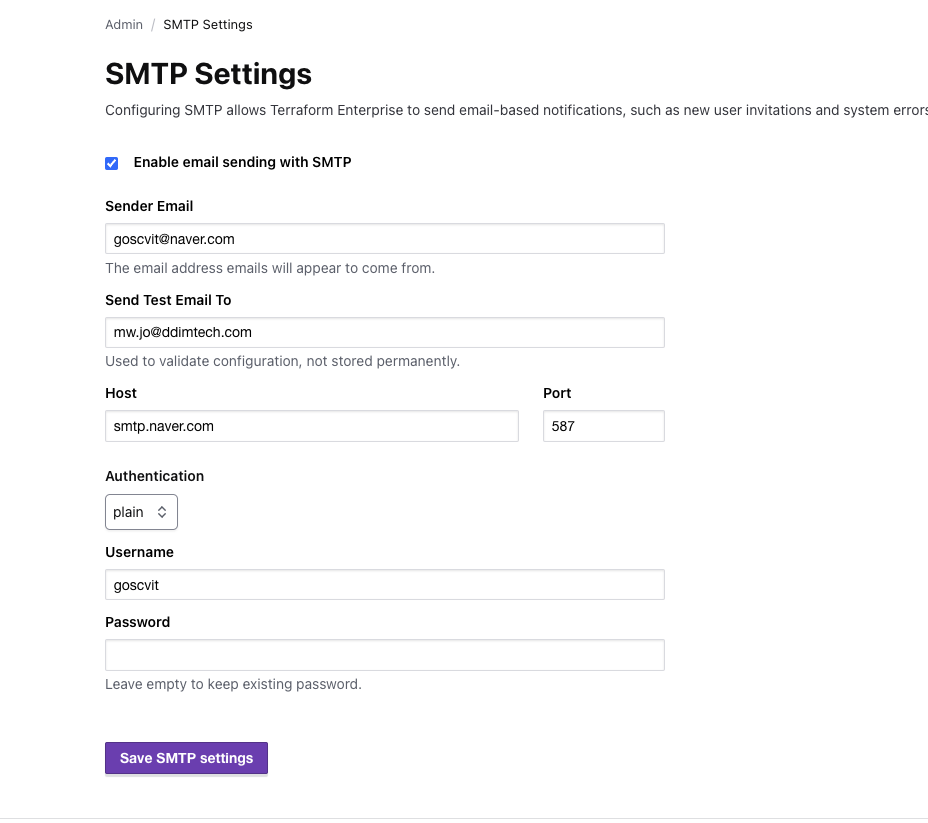 Admin / SMTP Settings
SMTP Settings
Configuring SMTP allows Terraform Enterprise to send email-based notifications, such as new user invitations and system errors
Enable email sending with SMTP
Sender Email
goscvit@naver.com
The email address emails will appear to come from.
Send Test Email To
mw.jo@ddimtech.com
Used to validate configuration, not stored permanently.
Host Port
smtp.naver.com 587
Authentication
plain
Username
goscvit
Password
Leave empty to keep existing password.
Save SMTP settings